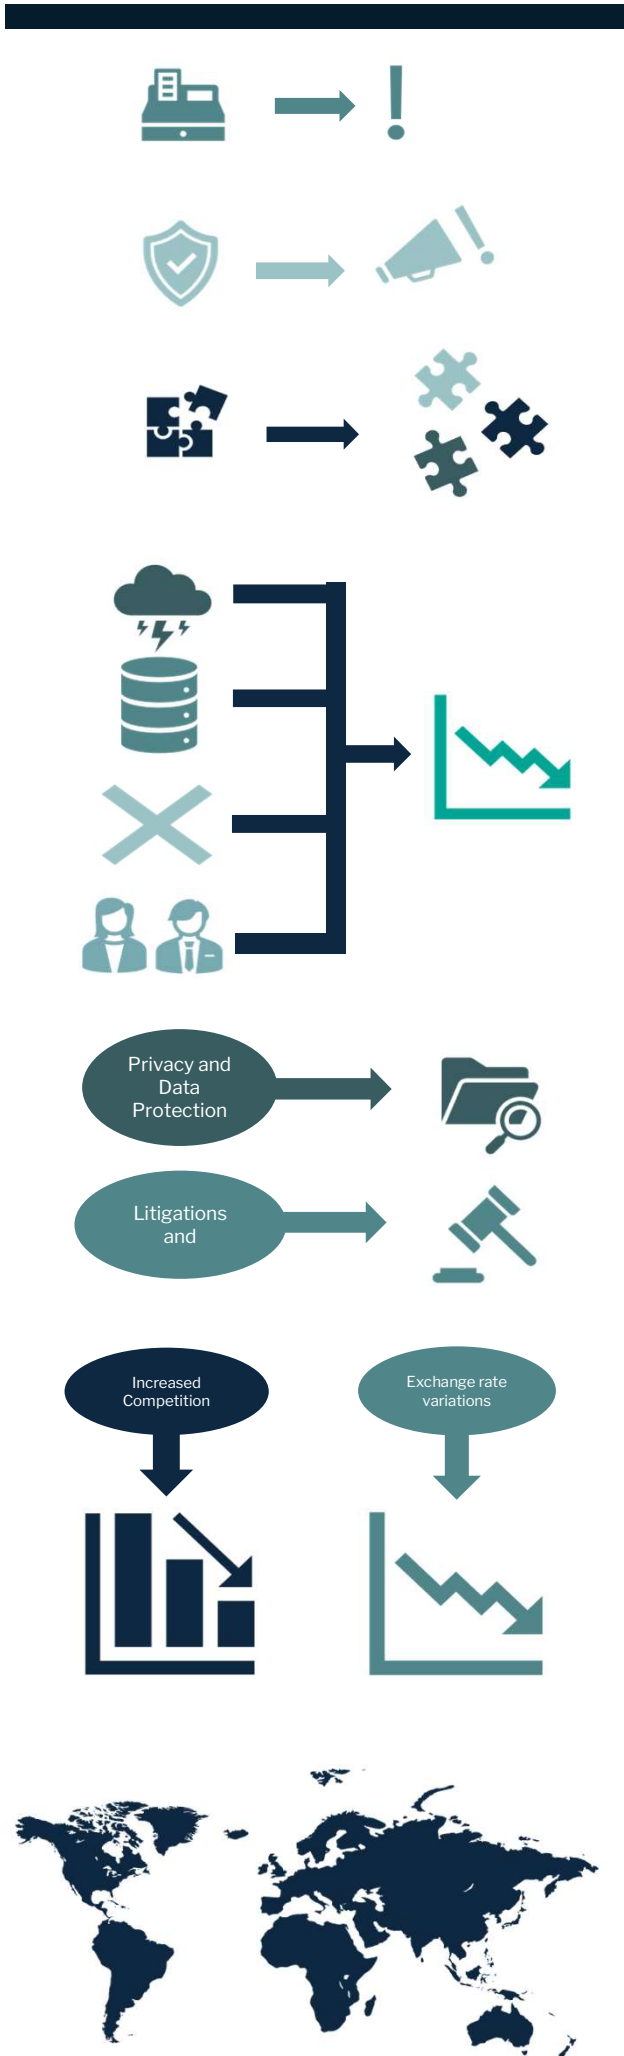 Privacy and
Data
Protection
Litigations
and
Increased
Competition
Exchange rate
variations